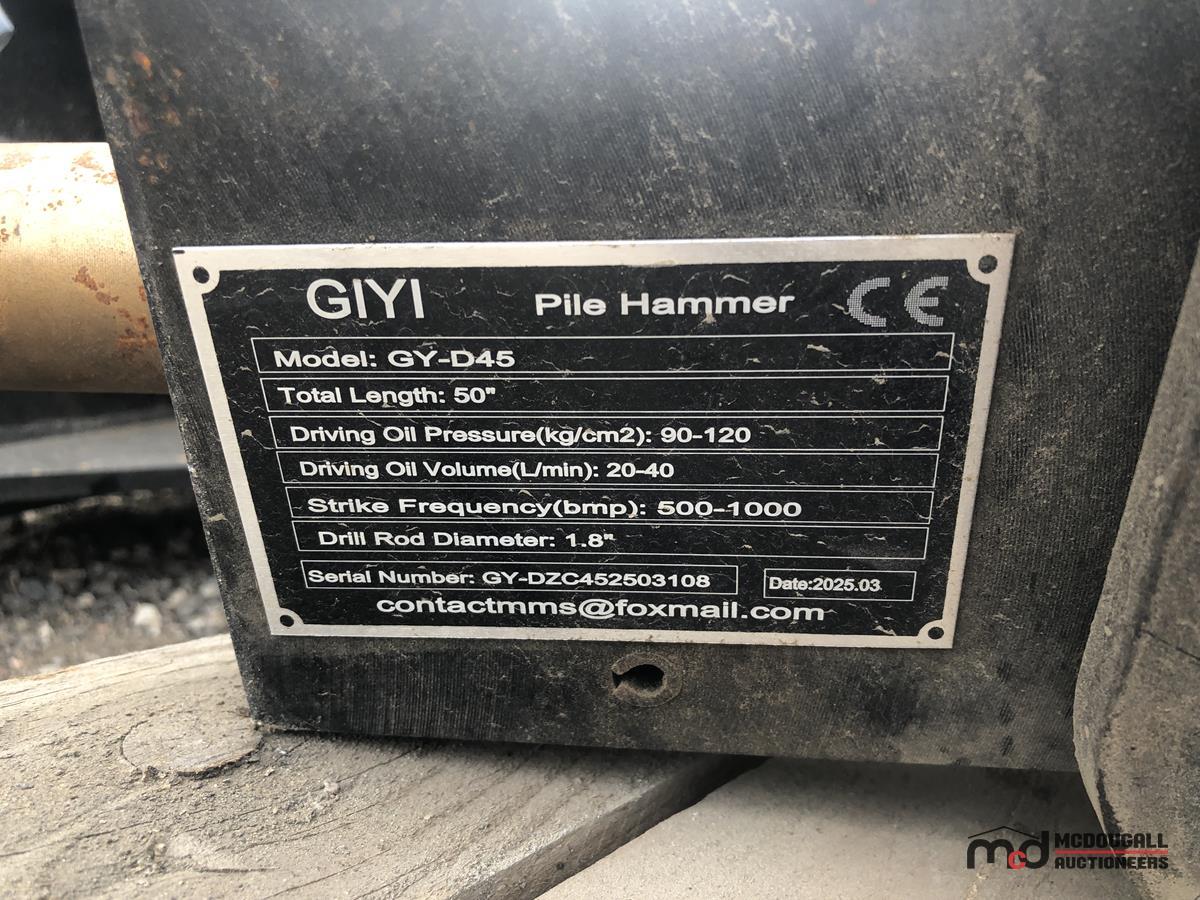 GIYI Pile Hammer CE
Model: GY-D45
Total Length: 50"
Driving Oil Pressure(kg/cm2): 90-120
Driving Oil Volume(L/min): 20-40
Strike Frequency(bmp): 500-1000
Drill Rod Diameter: 1.8"
Serial Number: GY-DZC452503108 Date:2025.03
contactmms@foxmail.com
mcd MCDOUGALL
AUCTIONEERS